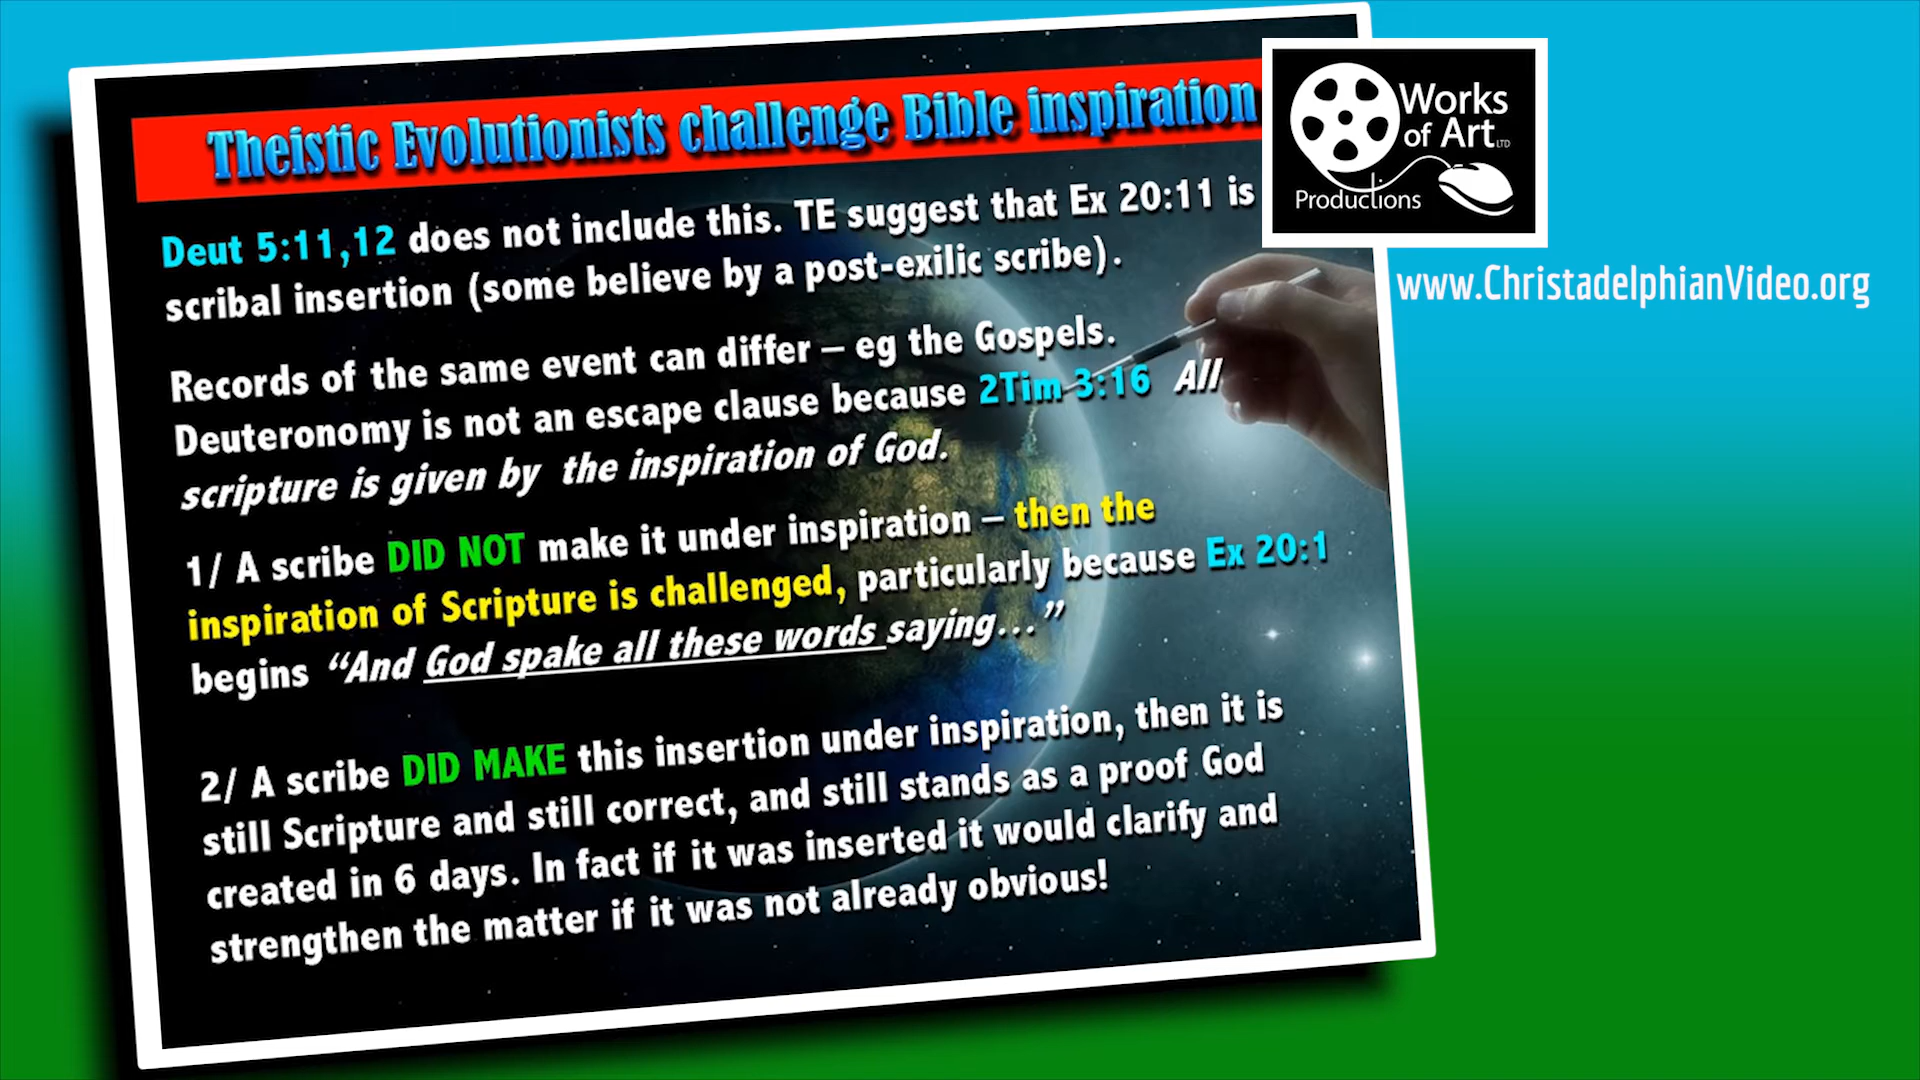 Theistic Evolutionists challenge Bible inspiration
Deut 5:11,12 does not include this. TE suggest that Ex 20:11 is
scribal insertion (some believe by a post-exilic scribe).
Records of the same event can differ – eg the Gospels.
Deuteronomy is not an escape clause because 2Tim 3:16 All
scripture is given by the inspiration of God.
1/ A scribe DID NOT make it under inspiration – then the
inspiration of Scripture is challenged, particularly because Ex 20:1
begins “And God spake all these words saying...”
2/ A scribe DID MAKE this insertion under inspiration, then it is
still Scripture and still correct, and still stands as a proof God
created in 6 days. In fact if it was inserted it would clarify and
strengthen the matter if it was not already obvious!
Works
of Art LTD
Productions
www.ChristadelphianVideo.org